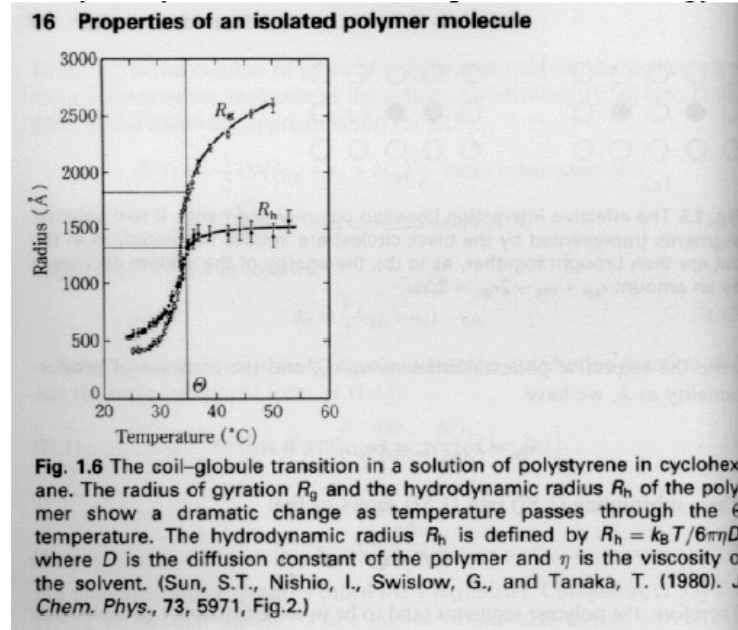 16 Properties of an isolated polymer molecule
3000
2500
2000
1500
1000
500
0
Radius (Å)
Rg
Rh
Θ
20 30 40 50 60
Temperature (°C)
Fig. 1.6 The coil–globule transition in a solution of polystyrene in cyclohex
ane. The radius of gyration Rg and the hydrodynamic radius Rh of the poly
mer show a dramatic change as temperature passes through the Θ
temperature. The hydrodynamic radius Rh is defined by Rh = kBT/6πηD
where D is the diffusion constant of the polymer and η is the viscosity o
the solvent. (Sun, S.T., Nishio, I., Swislow, G., and Tanaka, T. (1980). J
Chem. Phys., 73, 5971, Fig.2.)